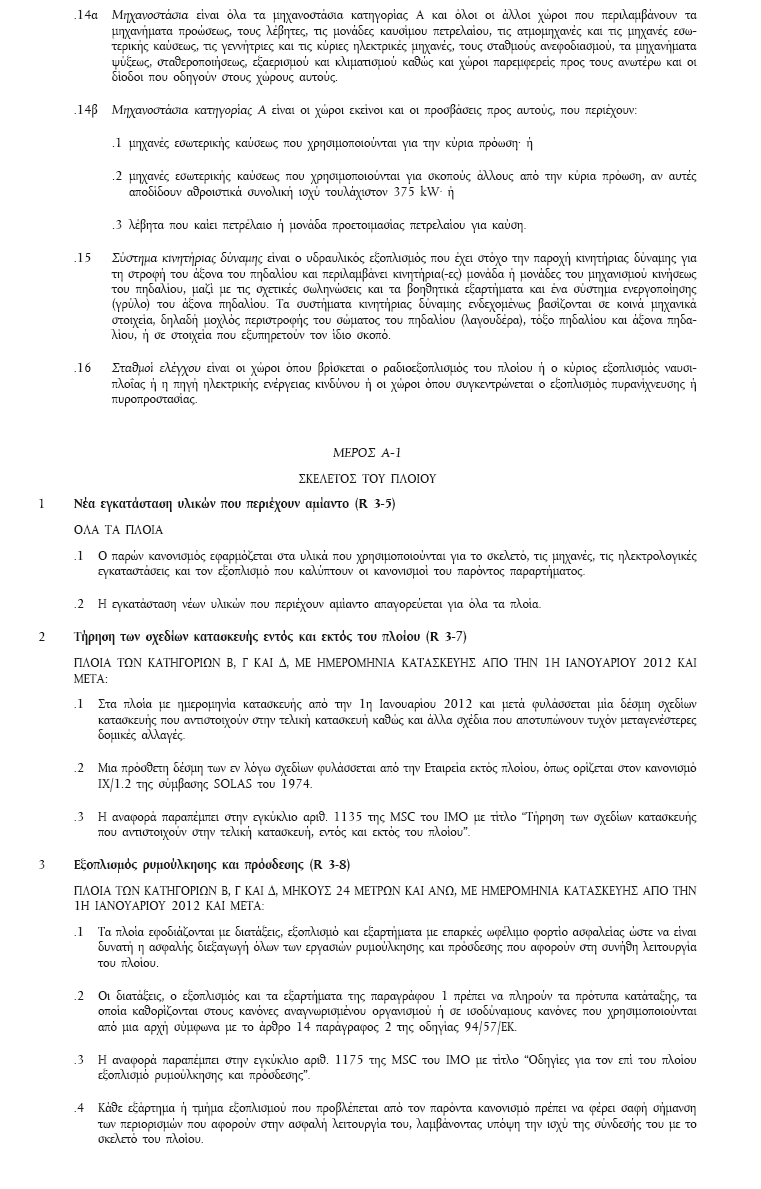 .14α Μηχανοστάσια είναι όλα τα μηχανοστάσια κατηγορίας Α και όλοι οι άλλοι χώροι που περιλαμβάνουν τα
μηχανήματα προώσεως, τους λέβητες, τις μονάδες καυσίμου πετρελαίου, τις ατμομηχανές και τις μηχανές εσω-
τερικής καύσεως, τις γεννήτριες και τις κύριες ηλεκτρικές μηχανές, τους σταθμούς ανεφοδιασμού, τα μηχανήματα
ψύξεως, σταθεροποιήσεως, εξαερισμού και κλιματισμού καθώς και χώροι παρεμφερείς προς τους ανωτέρω και οι
δίοδοι που οδηγούν στους χώρους αυτούς.
.14β Μηχανοστάσια κατηγορίας Α είναι οι χώροι εκείνοι και οι προσβάσεις προς αυτούς, που περιέχουν:
.1 μηχανές εσωτερικής καύσεως που χρησιμοποιούνται για την κύρια πρόωση· ή
.2 μηχανές εσωτερικής καύσεως που χρησιμοποιούνται για σκοπούς άλλους από την κύρια πρόωση, αν αυτές
αποδίδουν αθροιστικά συνολική ισχύ τουλάχιστον 375 kW· ή
.3 λέβητα που καίει πετρέλαιο ή μονάδα προετοιμασίας πετρελαίου για καύση.
.15 Σύστημα κινητήριας δύναμης είναι ο υδραυλικός εξοπλισμός που έχει στόχο την παροχή κινητήριας δύναμης για
τη στροφή του άξονα του πηδαλίου και περιλαμβάνει κινητήρια(-ες) μονάδα ή μονάδες του μηχανισμού κινήσεως
του πηδαλίου, μαζί με τις σχετικές σωληνώσεις και τα βοηθητικά εξαρτήματα και ένα σύστημα ενεργοποίησης
(γρύλο) του άξονα πηδαλίου. Τα συστήματα κινητήριας δύναμης ενδεχομένως βασίζονται σε κοινά μηχανικά
στοιχεία, δηλαδή μοχλός περιστροφής του σώματος του πηδαλίου (λαγουδέρα), τόξο πηδαλίου και άξονα πηδα-
λίου, ή σε στοιχεία που εξυπηρετούν τον ίδιο σκοπό.
.16 Σταθμοί ελέγχου είναι οι χώροι όπου βρίσκεται ο ραδιοεξοπλισμός του πλοίου ή ο κύριος εξοπλισμός ναυσι-
πλοΐας ή η πηγή ηλεκτρικής ενέργειας κινδύνου ή οι χώροι όπου συγκεντρώνεται ο εξοπλισμός πυρανίχνευσης ή
πυροπροστασίας.
ΜΕΡΟΣ Α-1
ΣΚΕΛΕΤΟΣ ΤΟΥ ΠΛΟΙΟΥ
1 Νέα εγκατάσταση υλικών που περιέχουν αμίαντο (R 3-5)
ΟΛΑ ΤΑ ΠΛΟΙΑ
.1 Ο παρών κανονισμός εφαρμόζεται στα υλικά που χρησιμοποιούνται για το σκελετό, τις μηχανές, τις ηλεκτρολογικές
εγκαταστάσεις και τον εξοπλισμό που καλύπτουν οι κανονισμοί του παρόντος παραρτήματος.
.2 Η εγκατάσταση νέων υλικών που περιέχουν αμίαντο απαγορεύεται για όλα τα πλοία.
2 Τήρηση των σχεδίων κατασκευής εντός και εκτός του πλοίου (R 3-7)
ΠΛΟΙΑ ΤΩΝ ΚΑΤΗΓΟΡΙΩΝ Β, Γ ΚΑΙ Δ, ΜΕ ΗΜΕΡΟΜΗΝΙΑ ΚΑΤΑΣΚΕΥΗΣ ΑΠΟ ΤΗΝ 1Η ΙΑΝΟΥΑΡΙΟΥ 2012 ΚΑΙ
ΜΕΤΑ:
.1 Στα πλοία με ημερομηνία κατασκευής από την 1η Ιανουαρίου 2012 και μετά φυλάσσεται μία δέσμη σχεδίων
κατασκευής που αντιστοιχούν στην τελική κατασκευή καθώς και άλλα σχέδια που αποτυπώνουν τυχόν μεταγενέστερες
δομικές αλλαγές.
.2 Μια πρόσθετη δέσμη των εν λόγω σχεδίων φυλάσσεται από την Εταιρεία εκτός πλοίου, όπως ορίζεται στον κανονισμό
IX/1.2 της σύμβασης SOLAS του 1974.
.3 Η αναφορά παραπέμπει στην εγκύκλιο αριθ. 1135 της MSC του IMO με τίτλο “Τήρηση των σχεδίων κατασκευής
που αντιστοιχούν στην τελική κατασκευή, εντός και εκτός του πλοίου”.
3 Εξοπλισμός ρυμούλκησης και πρόσδεσης (R 3-8)
ΠΛΟΙΑ ΤΩΝ ΚΑΤΗΓΟΡΙΩΝ Β, Γ ΚΑΙ Δ, ΜΗΚΟΥΣ 24 ΜΕΤΡΩΝ ΚΑΙ ΑΝΩ, ΜΕ ΗΜΕΡΟΜΗΝΙΑ ΚΑΤΑΣΚΕΥΗΣ ΑΠΟ ΤΗΝ
1Η ΙΑΝΟΥΑΡΙΟΥ 2012 ΚΑΙ ΜΕΤΑ:
.1 Τα πλοία εφοδιάζονται με διατάξεις, εξοπλισμό και εξαρτήματα με επαρκές ωφέλιμο φορτίο ασφαλείας ώστε να είναι
δυνατή η ασφαλής διεξαγωγή όλων των εργασιών ρυμούλκησης και πρόσδεσης που αφορούν στη συνήθη λειτουργία
του πλοίου.
.2 Οι διατάξεις, ο εξοπλισμός και τα εξαρτήματα της παραγράφου 1 πρέπει να πληρούν τα πρότυπα κατάταξης, τα
οποία καθορίζονται στους κανόνες αναγνωρισμένου οργανισμού ή σε ισοδύναμους κανόνες που χρησιμοποιούνται
από μια αρχή σύμφωνα με το άρθρο 14 παράγραφος 2 της οδηγίας 94/57/ΕΚ.
.3 Η αναφορά παραπέμπει στην εγκύκλιο αριθ. 1175 της MSC του IMO με τίτλο “Οδηγίες για τον επί του πλοίου
εξοπλισμό ρυμούλκησης και πρόσδεσης”.
.4 Κάθε εξάρτημα ή τμήμα εξοπλισμού που προβλέπεται από τον παρόντα κανονισμό πρέπει να φέρει σαφή σήμανση
των περιορισμών που αφορούν στην ασφαλή λειτουργία του, λαμβάνοντας υπόψη την ισχύ της σύνδεσής του με το
σκελετό του πλοίου.